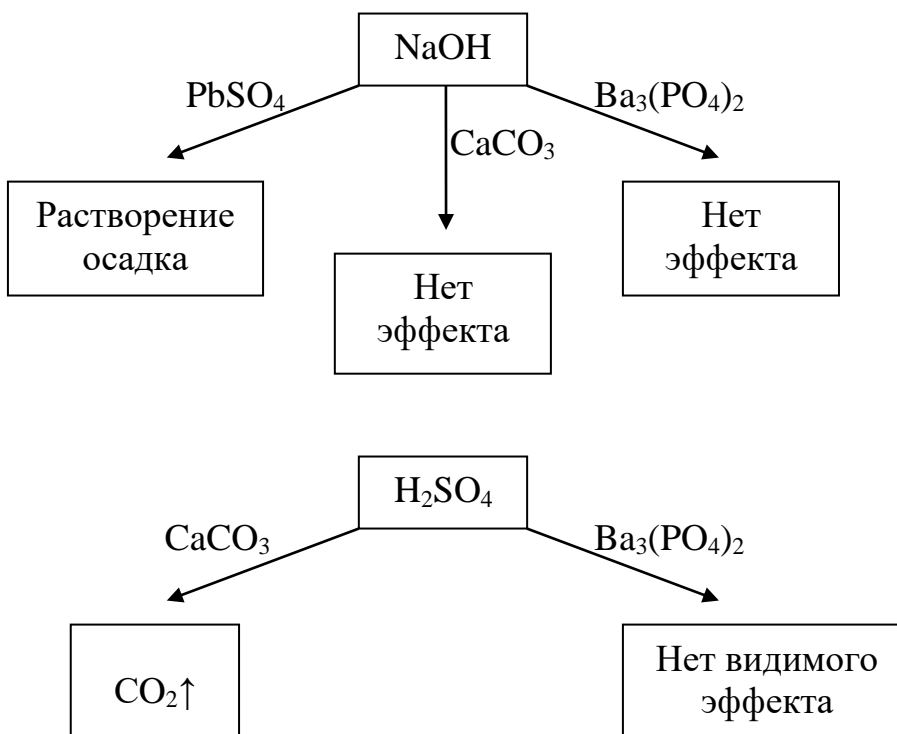 NaOH
PbSO₄
Ba₃(PO₄)₂
CaCO₃
Растворение
осадка
Нет
эффекта
Нет
эффекта
H₂SO₄
CaCO₃
Ba₃(PO₄)₂
CO₂↑
Нет видимого
эффекта